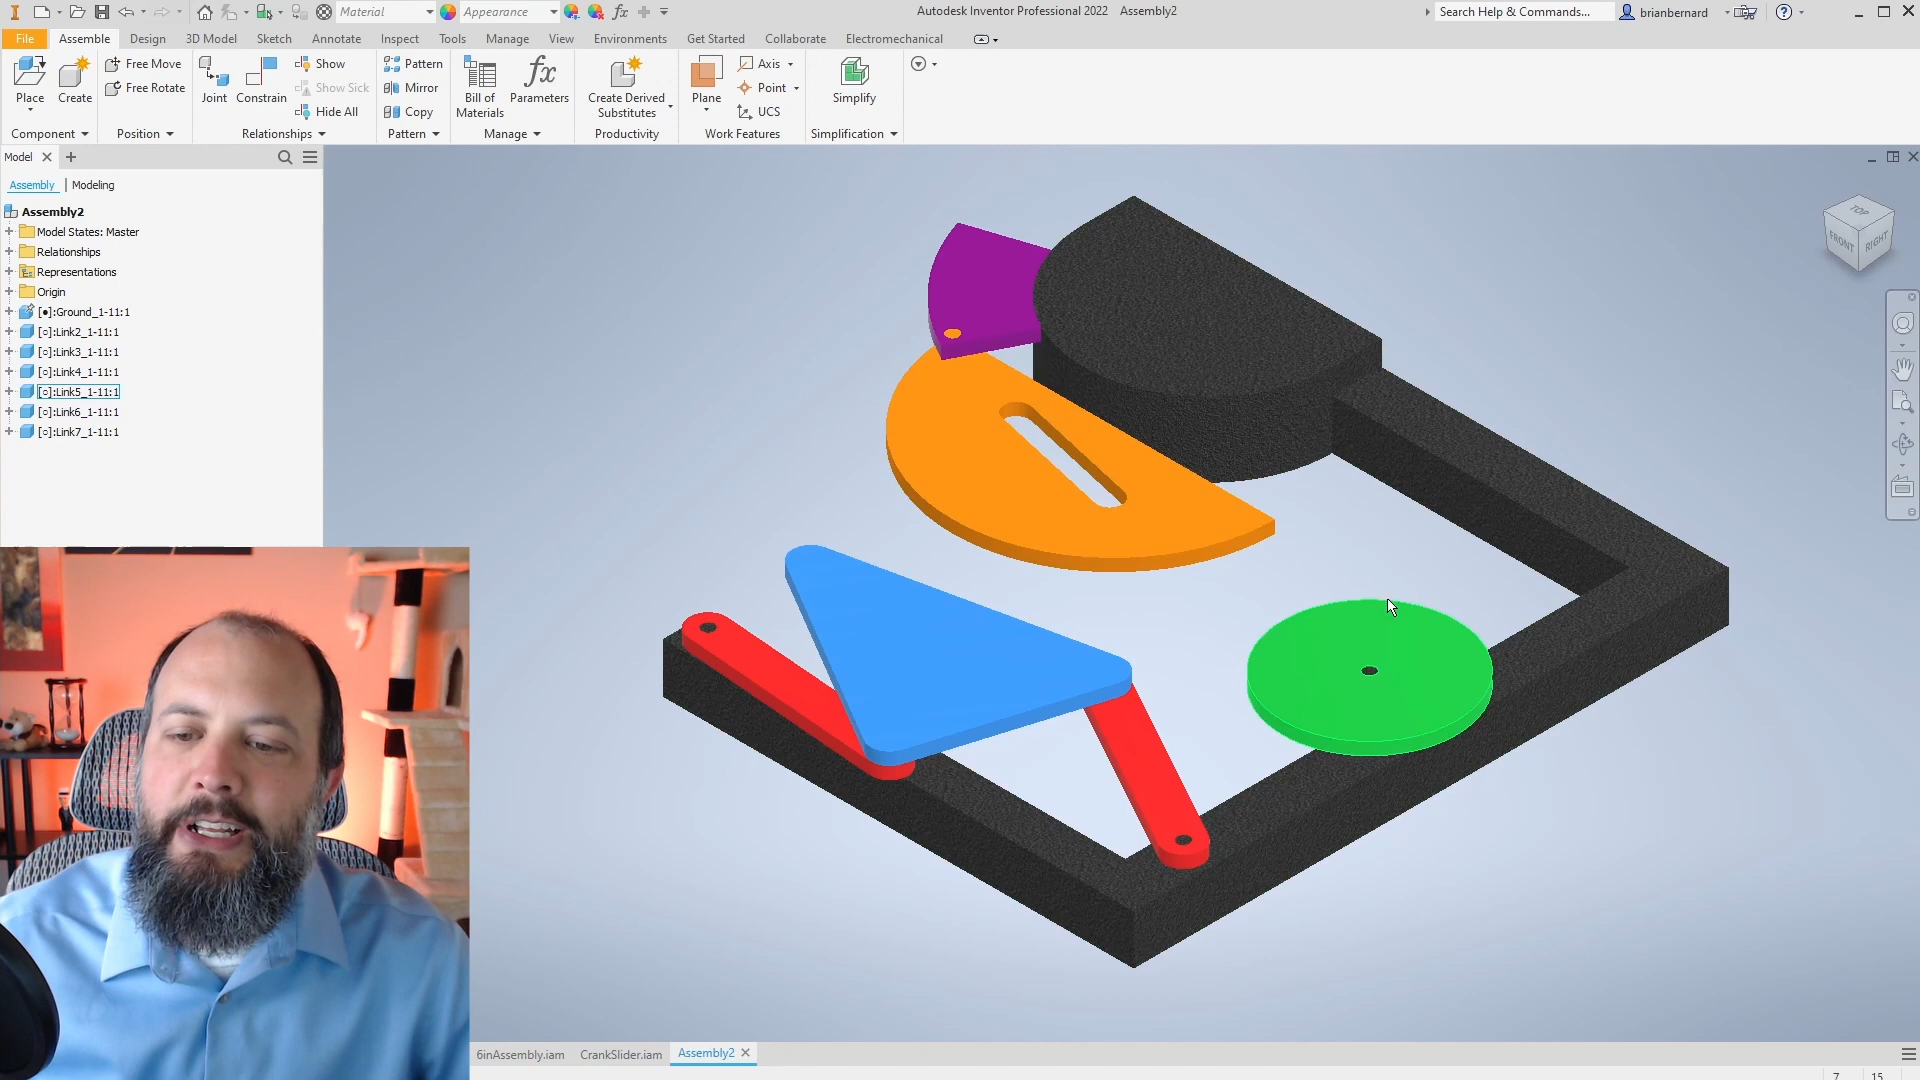 Material
Appearance
fx
Autodesk Inventor Professional 2022 Assembly2
Search Help & Commands...
brianbernard
File
Assemble
Design
3D Model
Sketch
Annotate
Inspect
Tools
Manage
View
Environments
Get Started
Collaborate
Electromechanical
Place
Create
Free Move
Free Rotate
Joint
Constrain
Show
Show Sick
Hide All
Pattern
Mirror
Copy
Bill of
Materials
fx
Parameters
Create Derived
Substitutes
Plane
Axis
Point
UCS
Simplify
Component
Position
Relationships
Pattern
Manage
Productivity
Work Features
Simplification
Model
Assembly
Modeling
Assembly2
Model States: Master
Relationships
Representations
Origin
[●]:Ground_1-11:1
[○]:Link2_1-11:1
[○]:Link3_1-11:1
[○]:Link4_1-11:1
[○]:Link5_1-11:1
[○]:Link6_1-11:1
[○]:Link7_1-11:1
TOP
FRONT
RIGHT
6inAssembly.iam
CrankSlider.iam
Assembly2
7 15